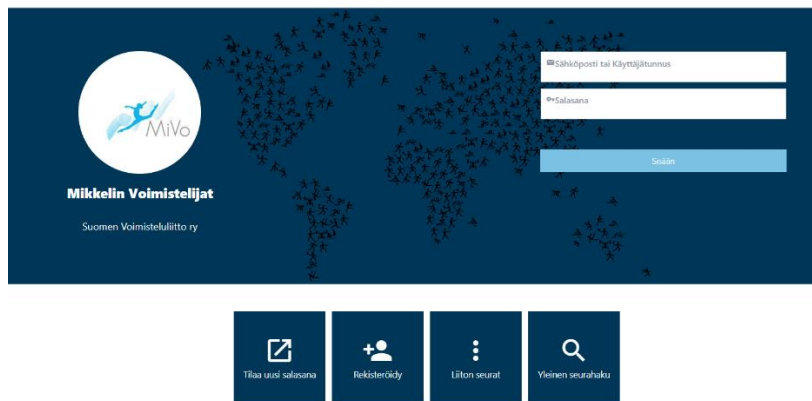 MiVo
Mikkelin Voimistelijat
Suomen Voimisteluliitto ry
Sähköposti tai Käyttäjätunnus
Salasana
Sisään
Tilaa uusi salasana
Rekisteröidy
Liiton seurat
Yleinen seurahaku